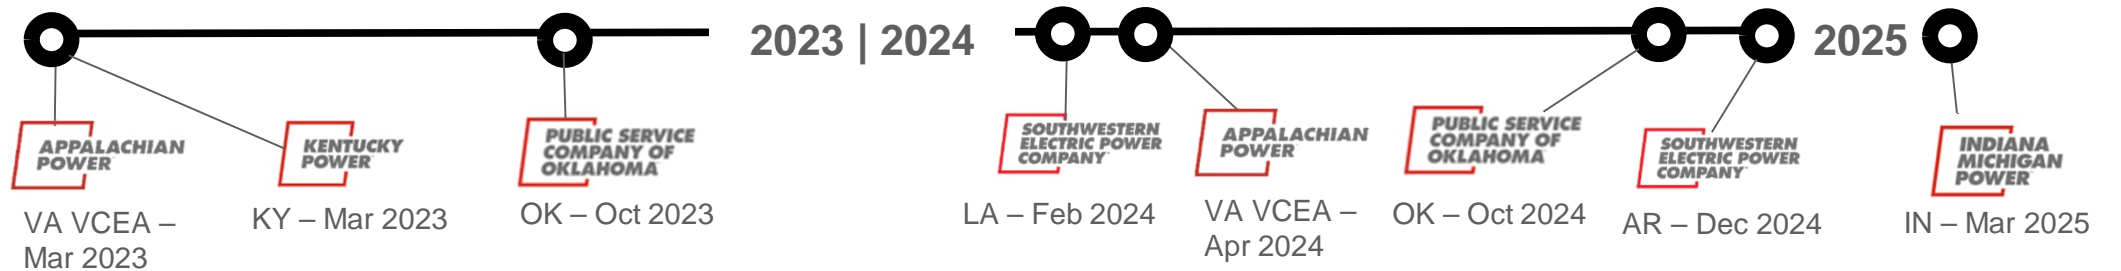 2023 | 2024
2025
APPALACHIAN
POWER
VA VCEA –
Mar 2023
KENTUCKY
POWER
KY – Mar 2023
PUBLIC SERVICE
COMPANY OF
OKLAHOMA
OK – Oct 2023
SOUTHWESTERN
ELECTRIC POWER
COMPANY
LA – Feb 2024
APPALACHIAN
POWER
VA VCEA –
Apr 2024
PUBLIC SERVICE
COMPANY OF
OKLAHOMA
OK – Oct 2024
SOUTHWESTERN
ELECTRIC POWER
COMPANY
AR – Dec 2024
INDIANA
MICHIGAN
POWER
IN – Mar 2025